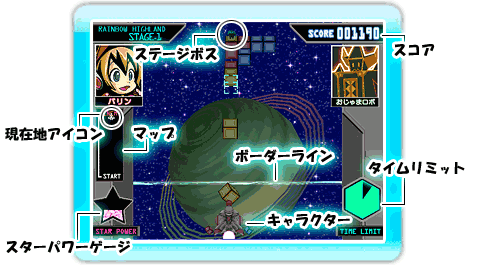 RAINBOW HIGHLAND
STAGE-1
SCORE 001190
スコア
ステージボス
パリン
おじゃまロボ
現在地アイコン
マップ
ボーダーライン
タイムリミット
START
キャラクター
スターパワーゲージ
STAR POWER
TIME LIMIT